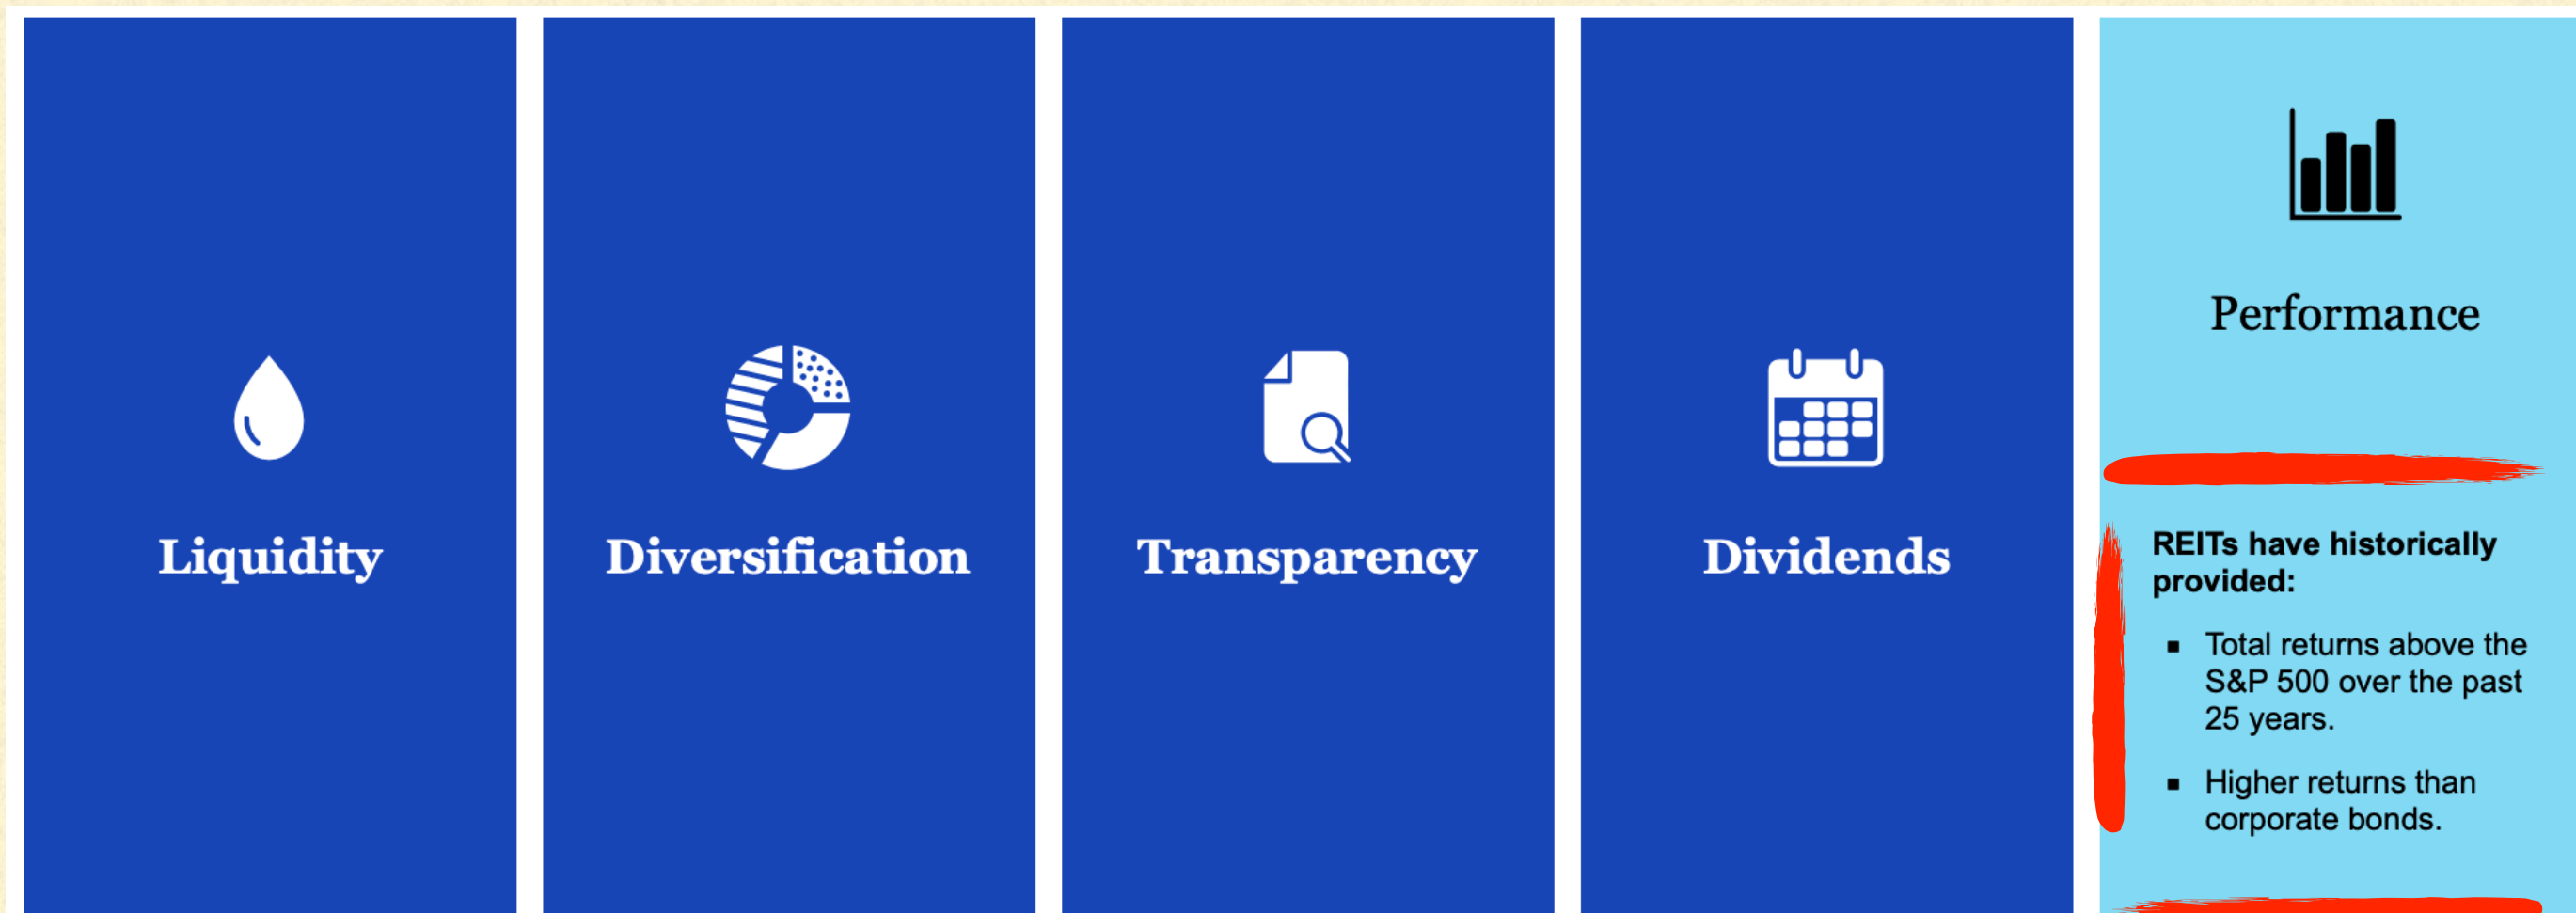 Liquidity
Diversification
Transparency
Dividends
Performance
REITs have historically
provided:
▪ Total returns above the
S&P 500 over the past
25 years.
▪ Higher returns than
corporate bonds.